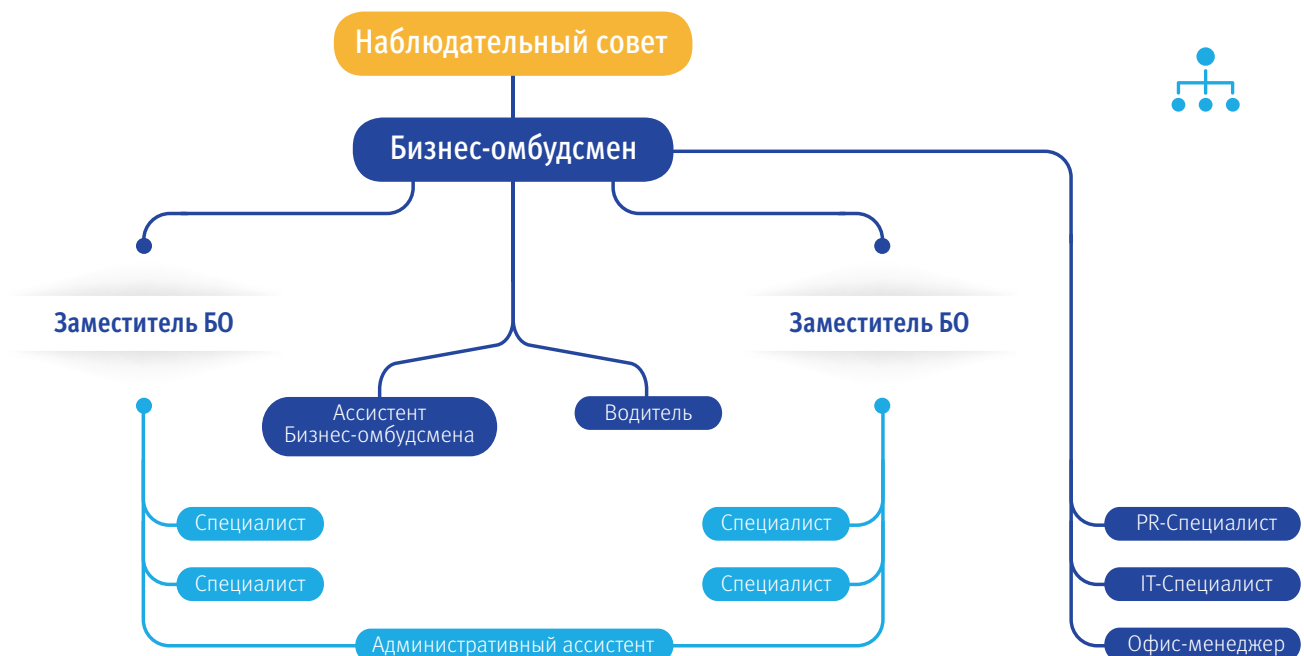 Наблюдательный совет
Бизнес-омбудсмен
Заместитель БО
Заместитель БО
Ассистент
Бизнес-омбудсмена
Водитель
Специалист
Специалист
PR-Специалист
Специалист
Специалист
IT-Специалист
Административный ассистент
Офис-менеджер